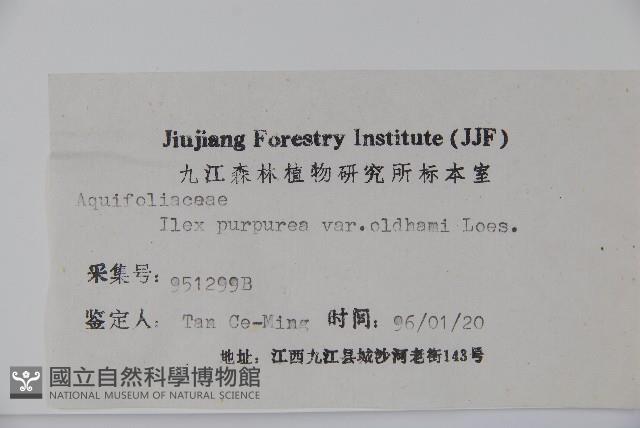 Jiujiang Forestry Institute (JJF)
九江森林植物研究所标本室
Aquifoliaceae
Ilex purpurea var.oldhami Loes.
采集号: 951299B
鉴定人: Tan Ce-Ming 时间: 96/01/20
地址: 江西九江县城沙河老街143号
國立自然科學博物館
NATIONAL MUSEUM OF NATURAL SCIENCE